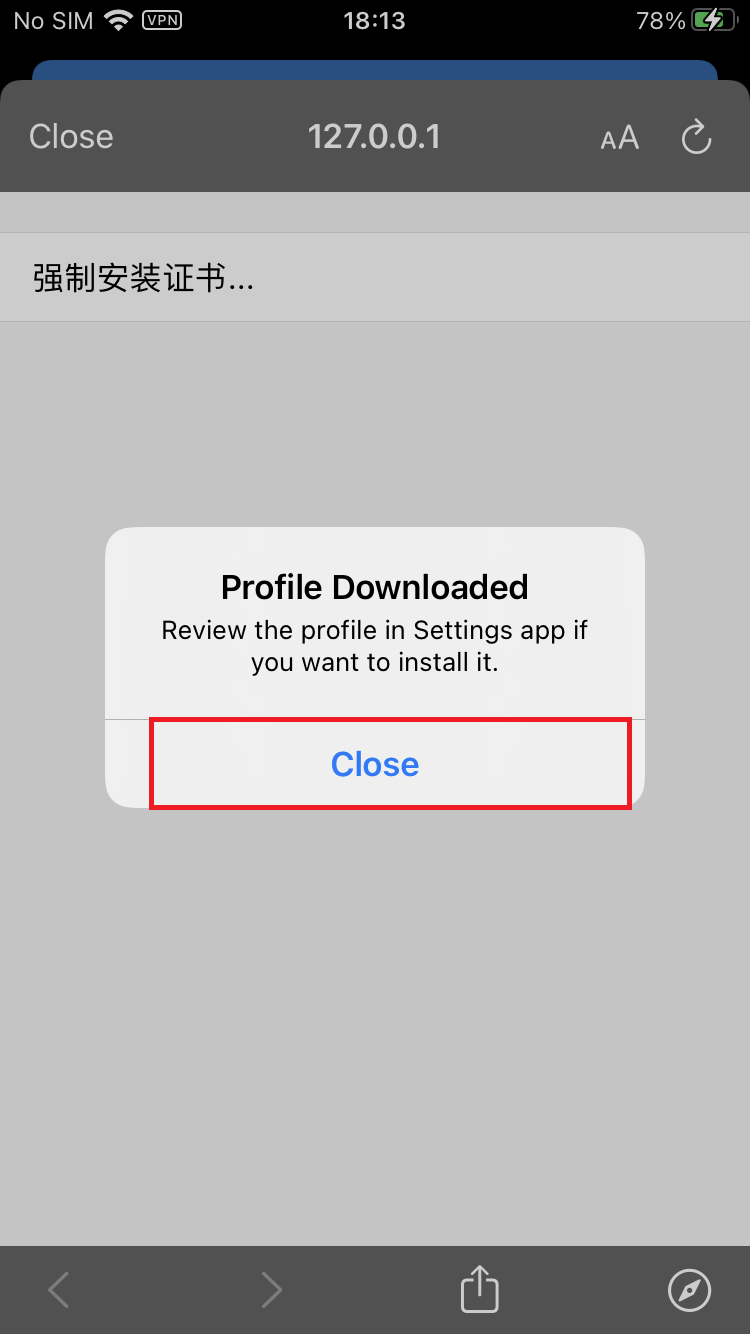 No SIM VPN 18:13 78%
Close 127.0.0.1 AA
强制安装证书...
Profile Downloaded
Review the profile in Settings app if
you want to install it.
Close